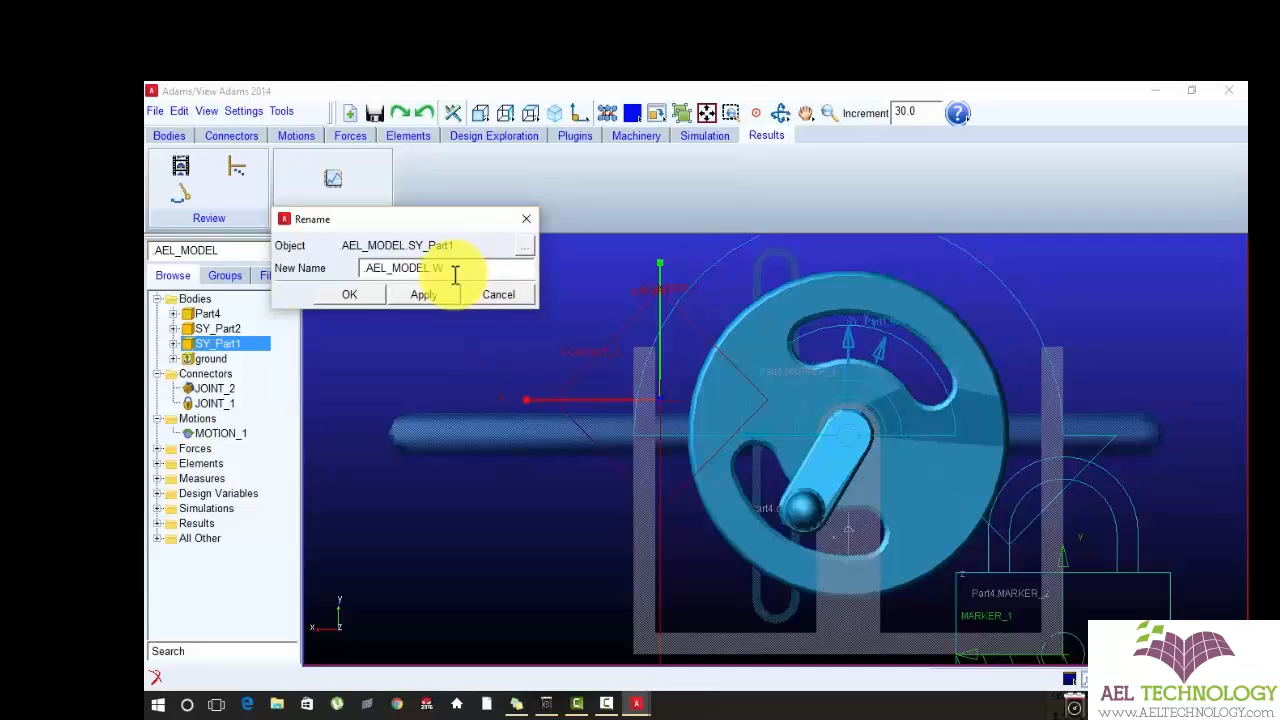 Adams/View Adams 2014
File Edit View Settings Tools
Increment 30.0
Bodies Connectors Motions Forces Elements Design Exploration Plugins Machinery Simulation Results
Review
Rename
Object .AEL_MODEL.SY_Part1 ...
New Name .AEL_MODEL.W
OK Apply Cancel
.AEL_MODEL
Browse Groups Fil
Bodies
Part4
SY_Part2
SY_Part1
ground
Connectors
JOINT_2
JOINT_1
Motions
MOTION_1
Forces
Elements
Measures
Design Variables
Simulations
Results
All Other
Search
Part4.MARKER_2
MARKER_1
y
z
y
x
z
AEL TECHNOLOGY
www.AELTECHNOLOGY.com